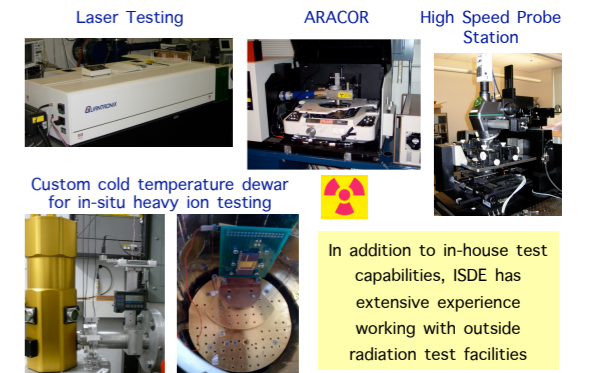 Laser Testing
ARACOR
High Speed Probe
Station
QUANTRONIX
Custom cold temperature dewar
for in-situ heavy ion testing
In addition to in-house test
capabilities, ISDE has
extensive experience
working with outside
radiation test facilities